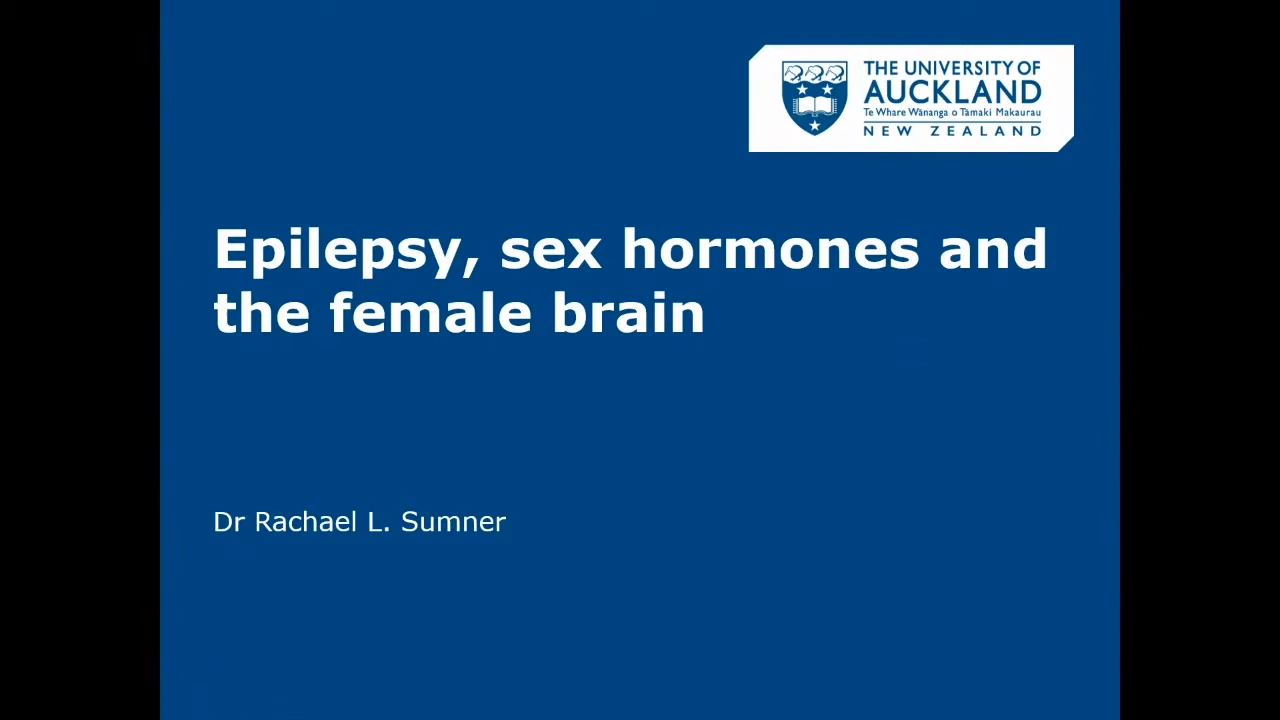 THE UNIVERSITY OF
AUCKLAND
Te Whare Wānanga o Tāmaki Makaurau
NEW ZEALAND
Epilepsy, sex hormones and
the female brain
Dr Rachael L. Sumner